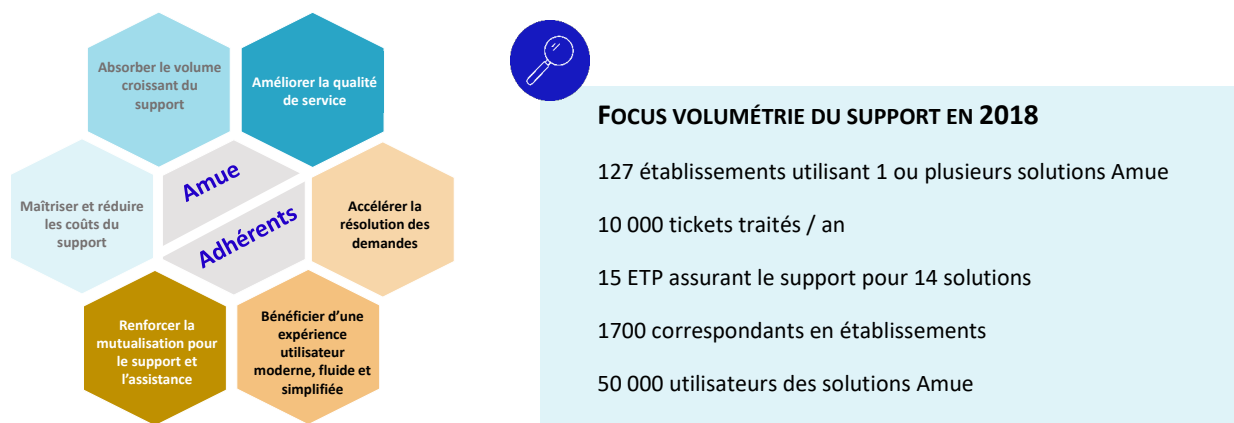 Absorber le volume
croissant du
support
Améliorer la qualité
de service
Amue
Maîtriser et réduire
les coûts du
support
Adhérents
Accélérer la
résolution des
demandes
Renforcer la
mutualisation pour
le support et
l'assistance
Bénéficier d'une
expérience
utilisateur
moderne, fluide et
simplifiée
FOCUS VOLUMÉTRIE DU SUPPORT EN 2018
127 établissements utilisant 1 ou plusieurs solutions Amue
10 000 tickets traités / an
15 ETP assurant le support pour 14 solutions
1700 correspondants en établissements
50 000 utilisateurs des solutions Amue